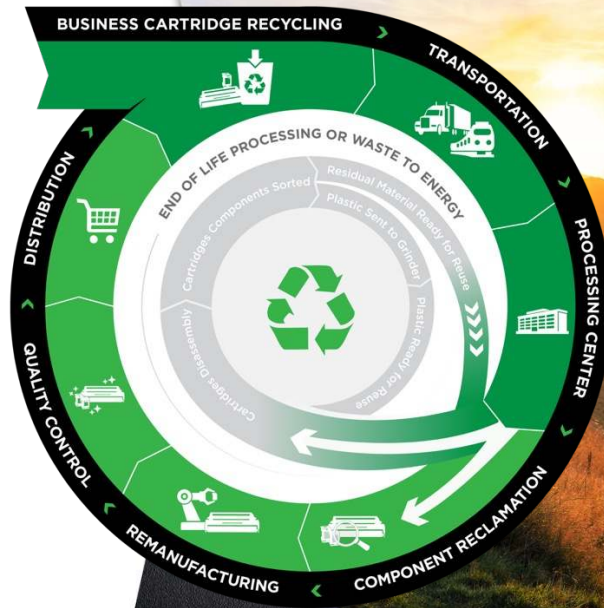 BUSINESS CARTRIDGE RECYCLING
TRANSPORTATION
PROCESSING CENTER
COMPONENT RECLAMATION
REMANUFACTURING
QUALITY CONTROL
DISTRIBUTION
END OF LIFE PROCESSING OR WASTE TO ENERGY
Residual Material Ready for Reuse
Plastic Sent to Grinder
Plastic Ready for Reuse
Cartridges Disassembly
Cartridges Components Sorted